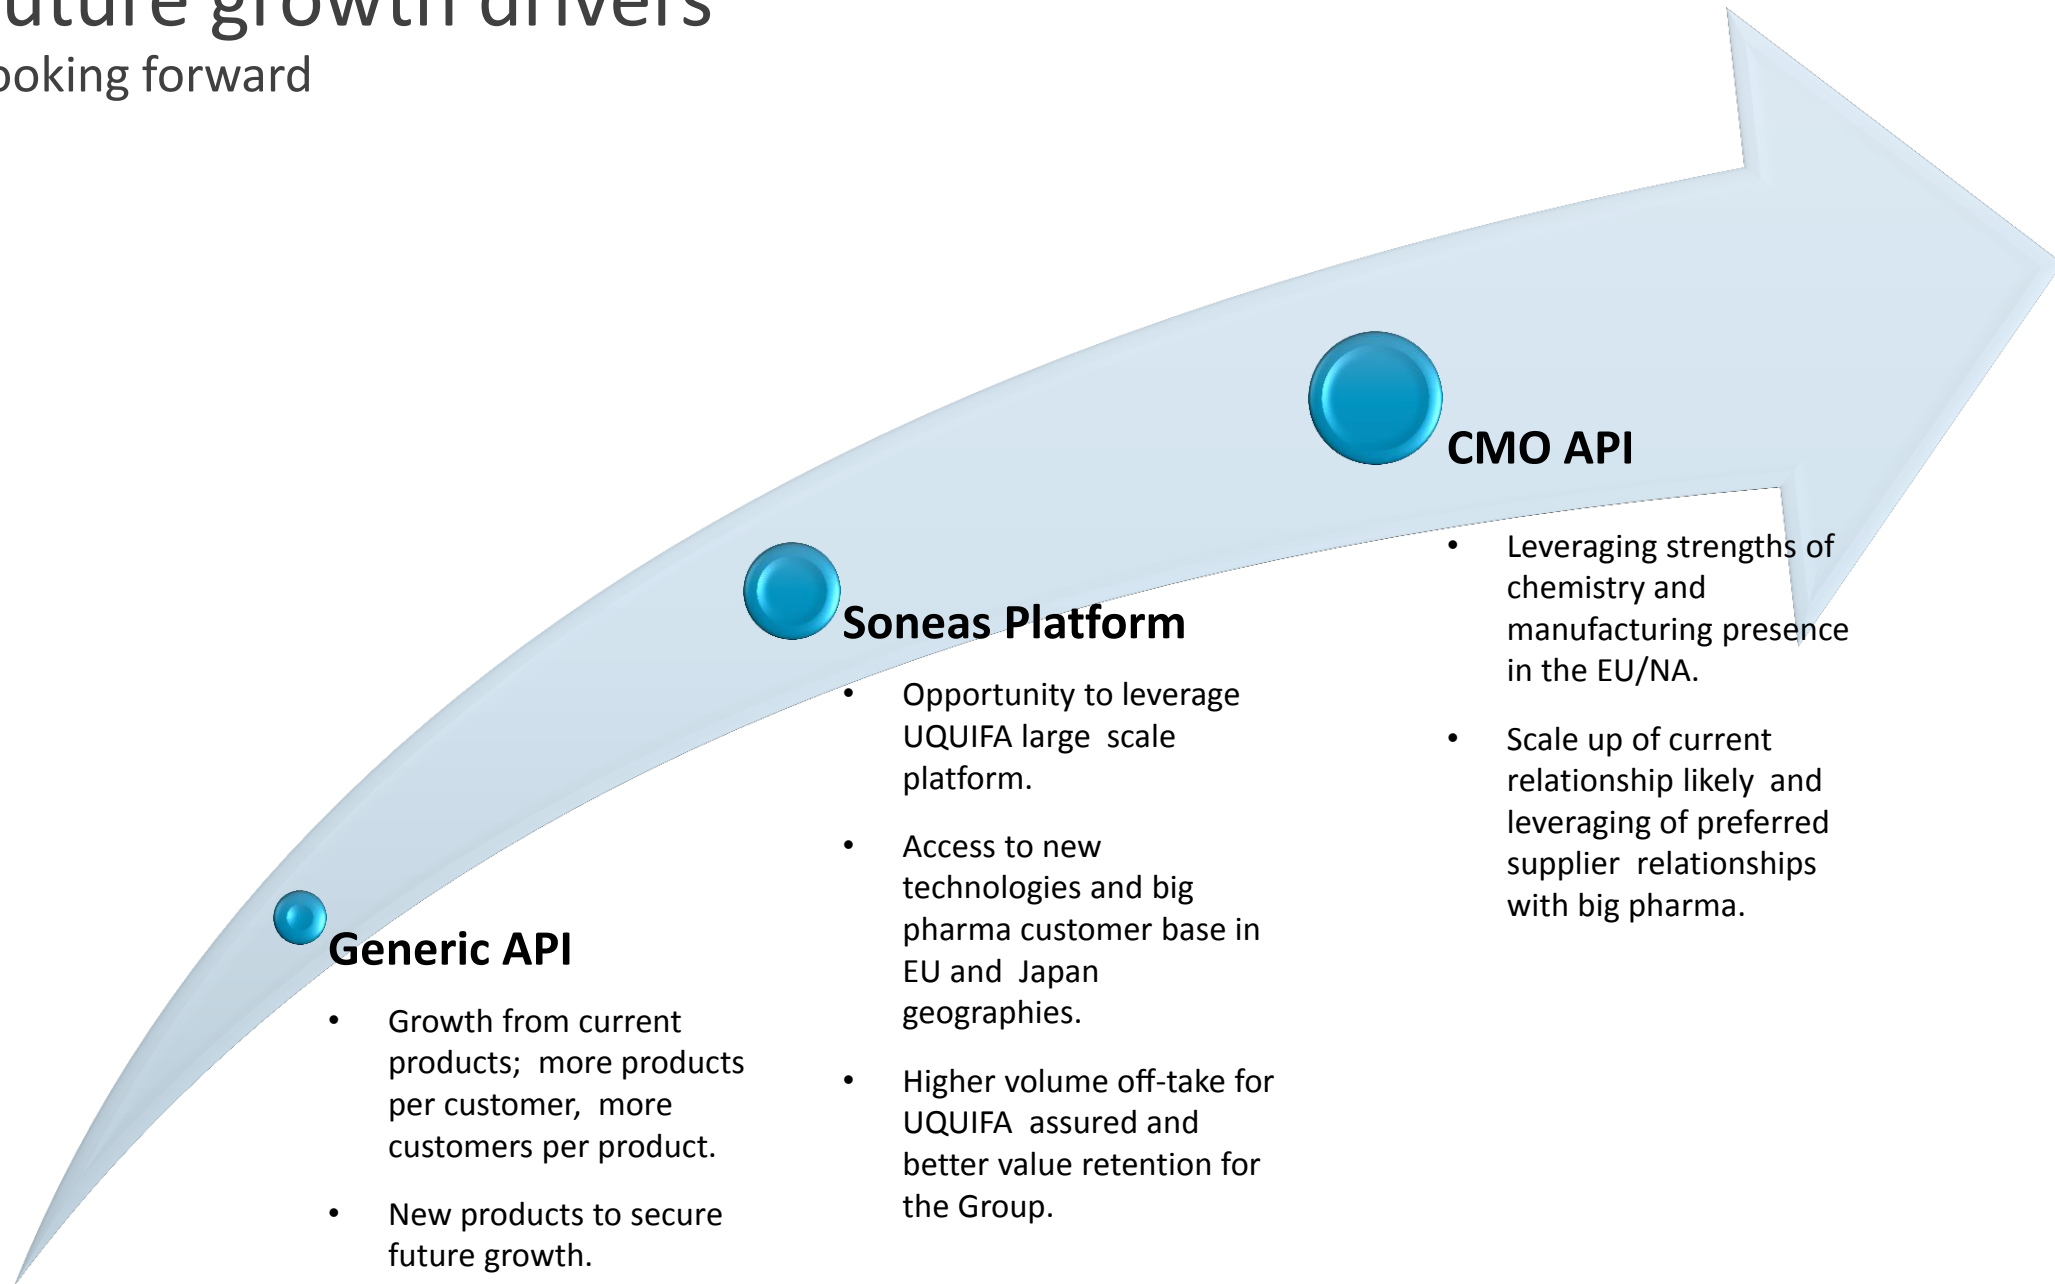 uture growth drivers
ooking forward
CMO API
• Leveraging strengths of
chemistry and
manufacturing presence
in the EU/NA.
• Scale up of current
relationship likely and
leveraging of preferred
supplier relationships
with big pharma.
Soneas Platform
• Opportunity to leverage
UQUIFA large scale
platform.
• Access to new
technologies and big
pharma customer base in
EU and Japan
geographies.
• Higher volume off-take for
UQUIFA assured and
better value retention for
the Group.
Generic API
• Growth from current
products; more products
per customer, more
customers per product.
• New products to secure
future growth.